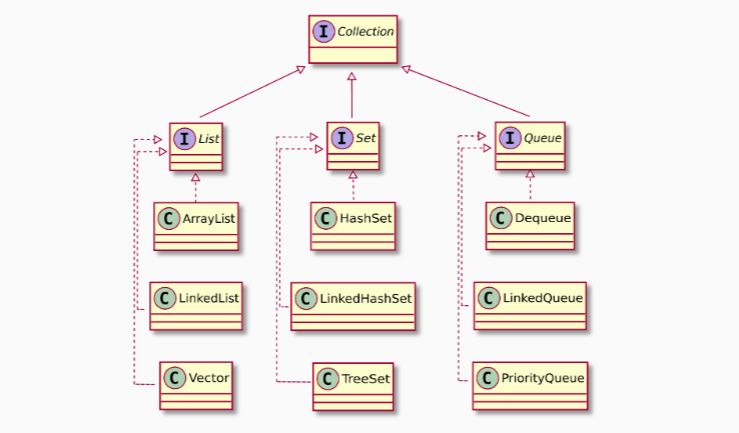 I Collection
I List
I Set
I Queue
C ArrayList
C HashSet
C Dequeue
C LinkedList
C LinkedHashSet
C LinkedQueue
C Vector
C TreeSet
C PriorityQueue